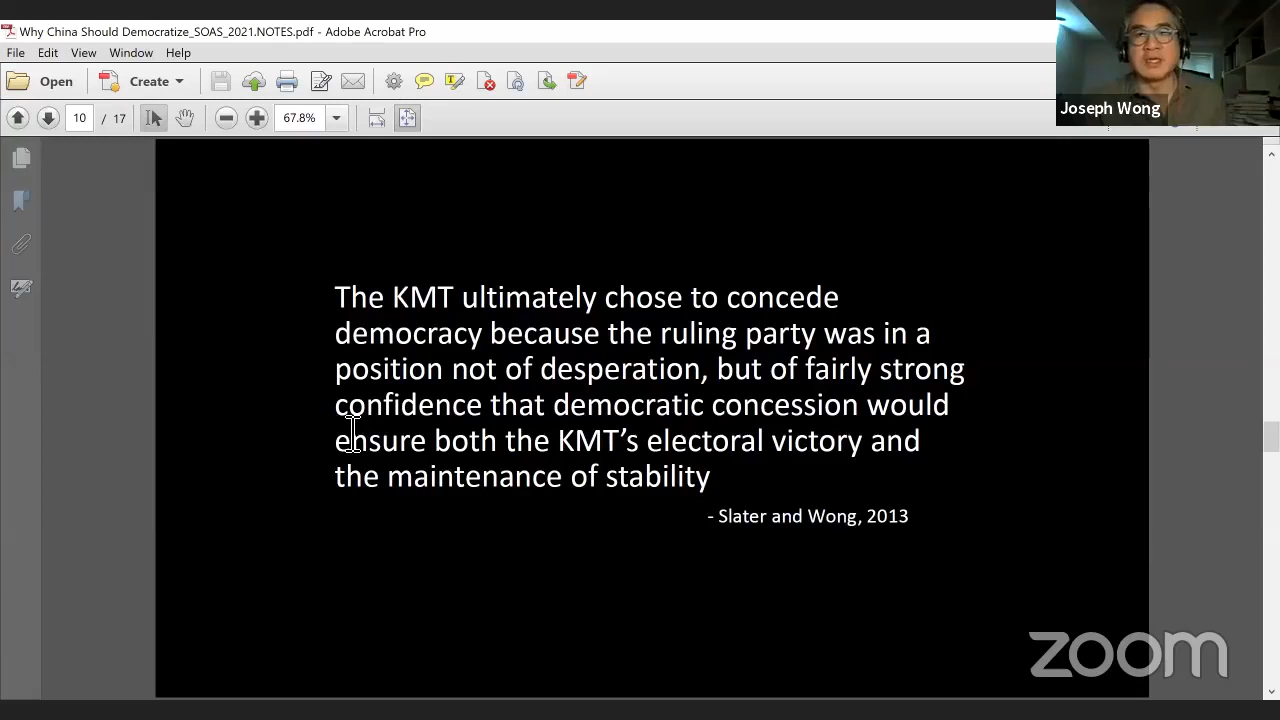 Why China Should Democratize_SOAS_2021.NOTES.pdf - Adobe Acrobat Pro
File Edit View Window Help
Open Create
10 / 17 67.8%
Joseph Wong
The KMT ultimately chose to concede
democracy because the ruling party was in a
position not of desperation, but of fairly strong
confidence that democratic concession would
ensure both the KMT’s electoral victory and
the maintenance of stability
- Slater and Wong, 2013
zoom